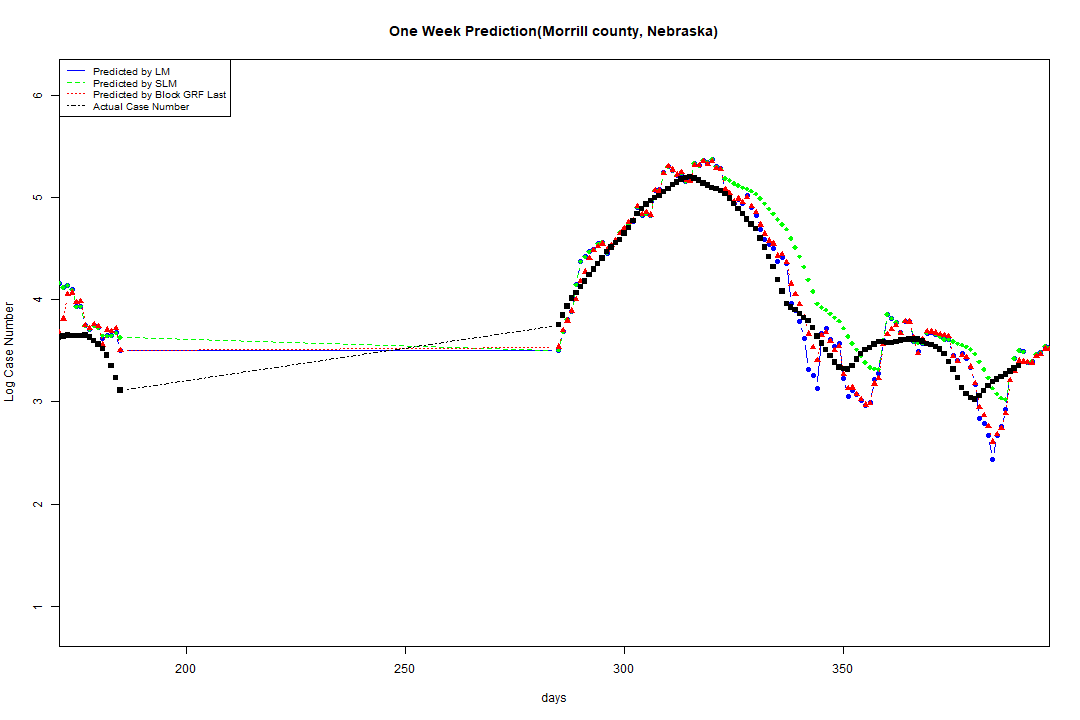 One Week Prediction(Morrill county, Nebraska)
Predicted by LM
Predicted by SLM
Predicted by Block GRF Last
Actual Case Number
Log Case Number
6
5
4
3
2
1
200
250
300
350
days